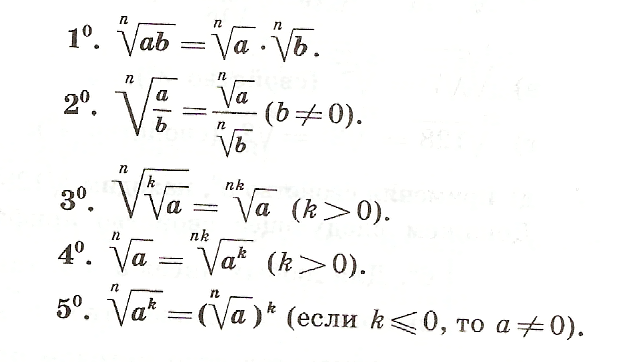 1⁰. ⁿ√ab = ⁿ√a · ⁿ√b.
2⁰. ⁿ√(a/b) = ⁿ√a / ⁿ√b (b ≠ 0).
3⁰. ⁿ√(ᵏ√a) = ⁿᵏ√a (k > 0).
4⁰. ⁿ√a = ⁿᵏ√aᵏ (k > 0).
5⁰. ⁿ√aᵏ = (ⁿ√a)ᵏ (если k ⩽ 0, то a ≠ 0).